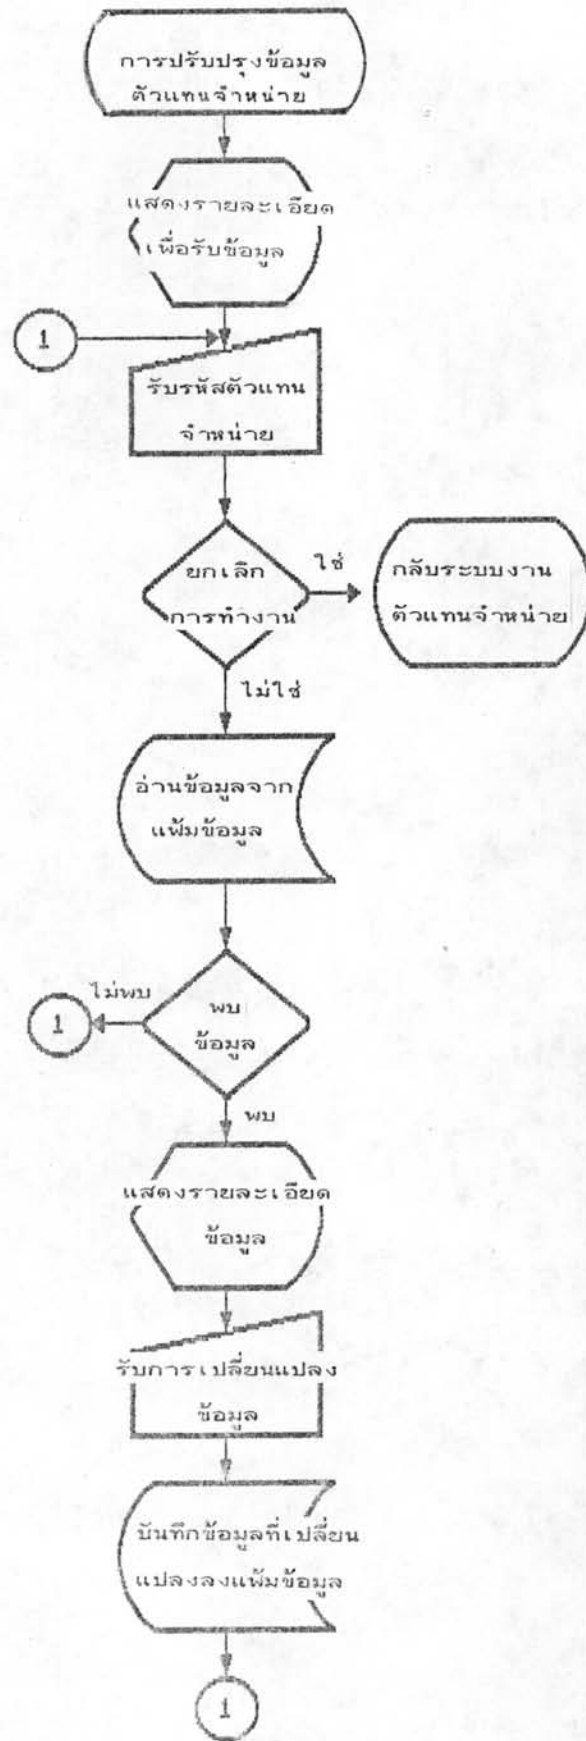 การปรับปรุงข้อมูล
ตัวแทนจำหน่าย
แสดงรายละเอียด
เพื่อรับข้อมูล
1
รับรหัสตัวแทน
จำหน่าย
ยกเลิก
การทำงาน
ใช่
กลับระบบงาน
ตัวแทนจำหน่าย
ไม่ใช่
อ่านข้อมูลจาก
แฟ้มข้อมูล
ไม่พบ
1
พบ
ข้อมูล
พบ
แสดงรายละเอียด
ข้อมูล
รับการเปลี่ยนแปลง
ข้อมูล
บันทึกข้อมูลที่เปลี่ยน
แปลงลงแฟ้มข้อมูล
1